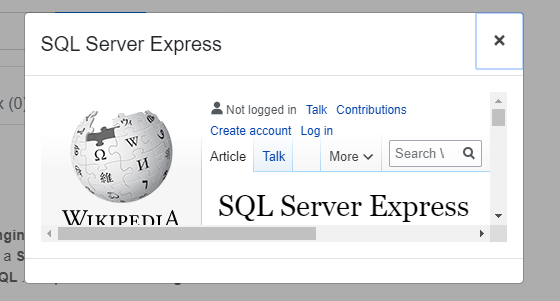 SQL Server Express ×
Not logged in Talk Contributions
Create account Log in
Article Talk More Search \
WIKIPEDIA
SQL Server Express
x (0)
ngin
a S
QL